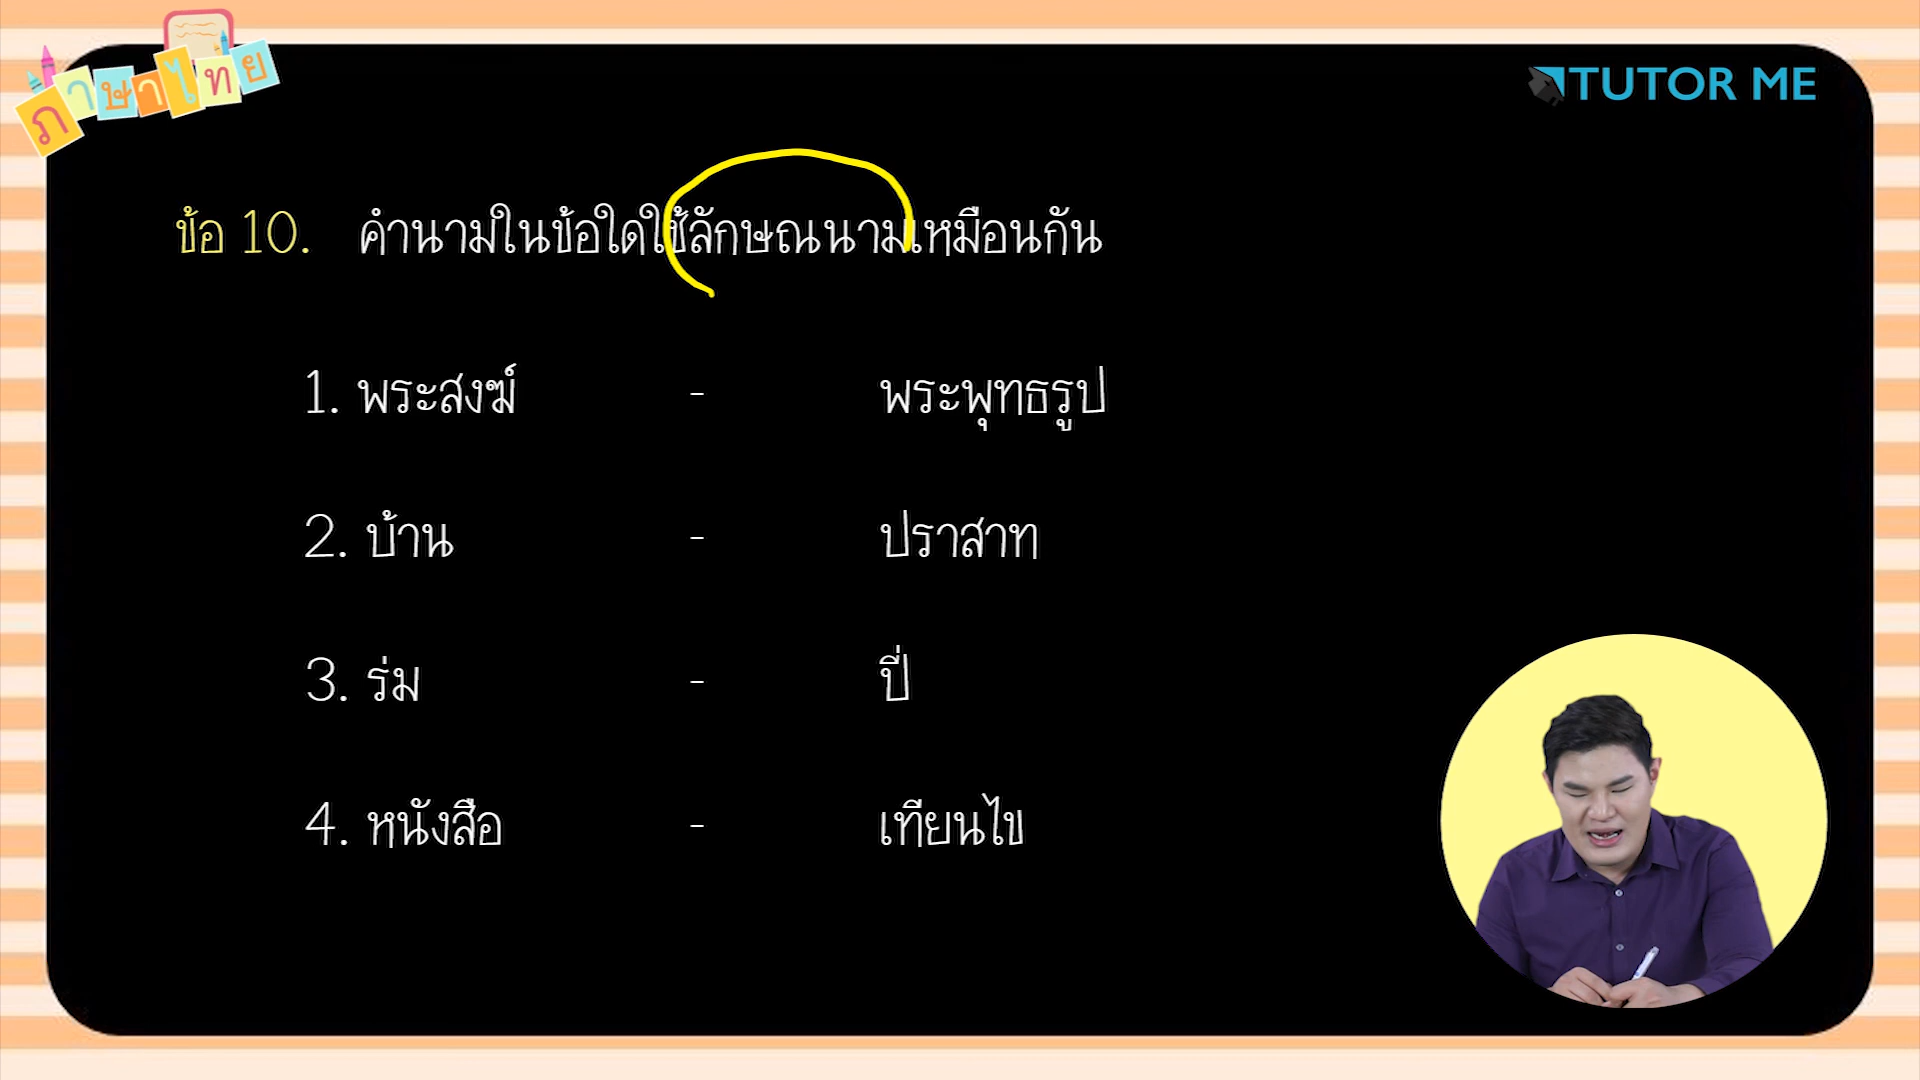 ภาษาไทย
TUTOR ME
ข้อ 10. คำนามในข้อใดใช้ลักษณนามเหมือนกัน
1. พระสงฆ์ - พระพุทธรูป
2. บ้าน - ปราสาท
3. ร่ม - ปี่
4. หนังสือ - เทียนไข